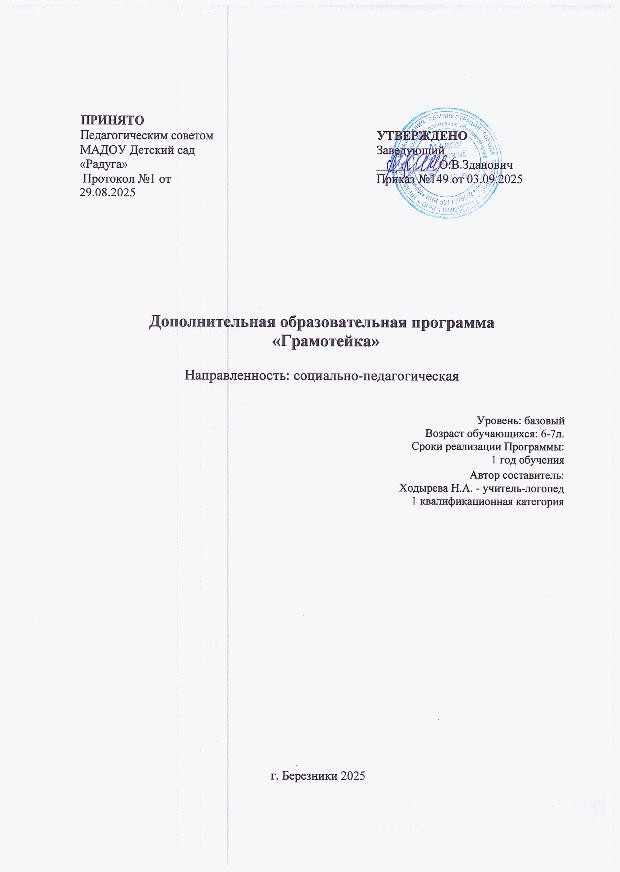 ПРИНЯТО
Педагогическим советом
МАДОУ Детский сад
«Радуга»
Протокол №1 от
29.08.2025
УТВЕРЖДЕНО
Заведующий
О.В.Зданович
Приказ №149 от 03.09.2025
Дополнительная образовательная программа
«Грамотейка»
Направленность: социально-педагогическая
Уровень: базовый
Возраст обучающихся: 6-7л.
Сроки реализации Программы:
1 год обучения
Автор составитель:
Ходырева Н.А. - учитель-логопед
1 квалификационная категория
г. Березники 2025